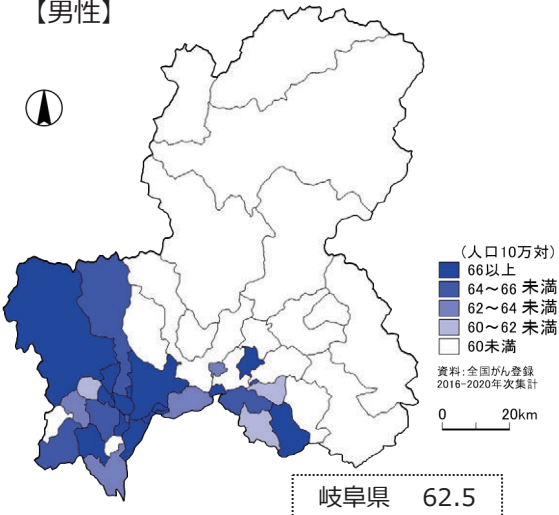 【男性】
(人口10万対)
66以上
64～66 未満
62～64 未満
60～62 未満
60未満
資料:全国がん登録
2016-2020年次集計
0 20km
岐阜県 62.5